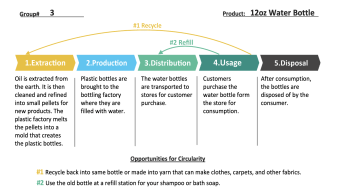 Group# 3
Product: 12oz Water Bottle
#1 Recycle
#2 Refill
1.Extraction
2.Production
3.Distribution
4.Usage
5.Disposal
Oil is extracted from
the earth. It is then
cleaned and refined
into small pellets for
new products. The
plastic factory melts
the pellets into a
mold that creates
the plastic bottles.
Plastic bottles are
brought to the
bottling factory
where they are
filled with water.
The water bottles
are transported to
stores for customer
purchase.
Customers
purchase the
water bottle form
the store for
consumption.
After consumption,
the bottles are
disposed of by the
consumer.
Opportunities for Circularity
#1 Recycle back into same bottle or made into yarn that can make clothes, carpets, and other fabrics.
#2 Use the old bottle at a refill station for your shampoo or bath soap.